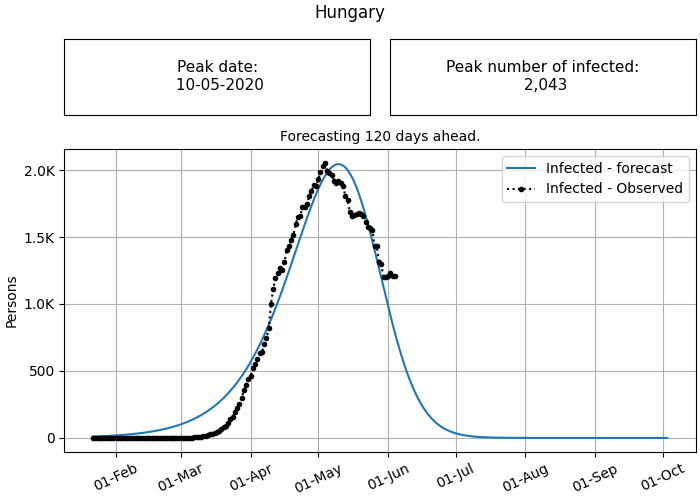 Hungary
Peak date:
10-05-2020
Peak number of infected:
2,043
Forecasting 120 days ahead.
Infected - forecast
Infected - Observed
2.0K
1.5K
1.0K
500
0
Persons
01-Feb
01-Mar
01-Apr
01-May
01-Jun
01-Jul
01-Aug
01-Sep
01-Oct